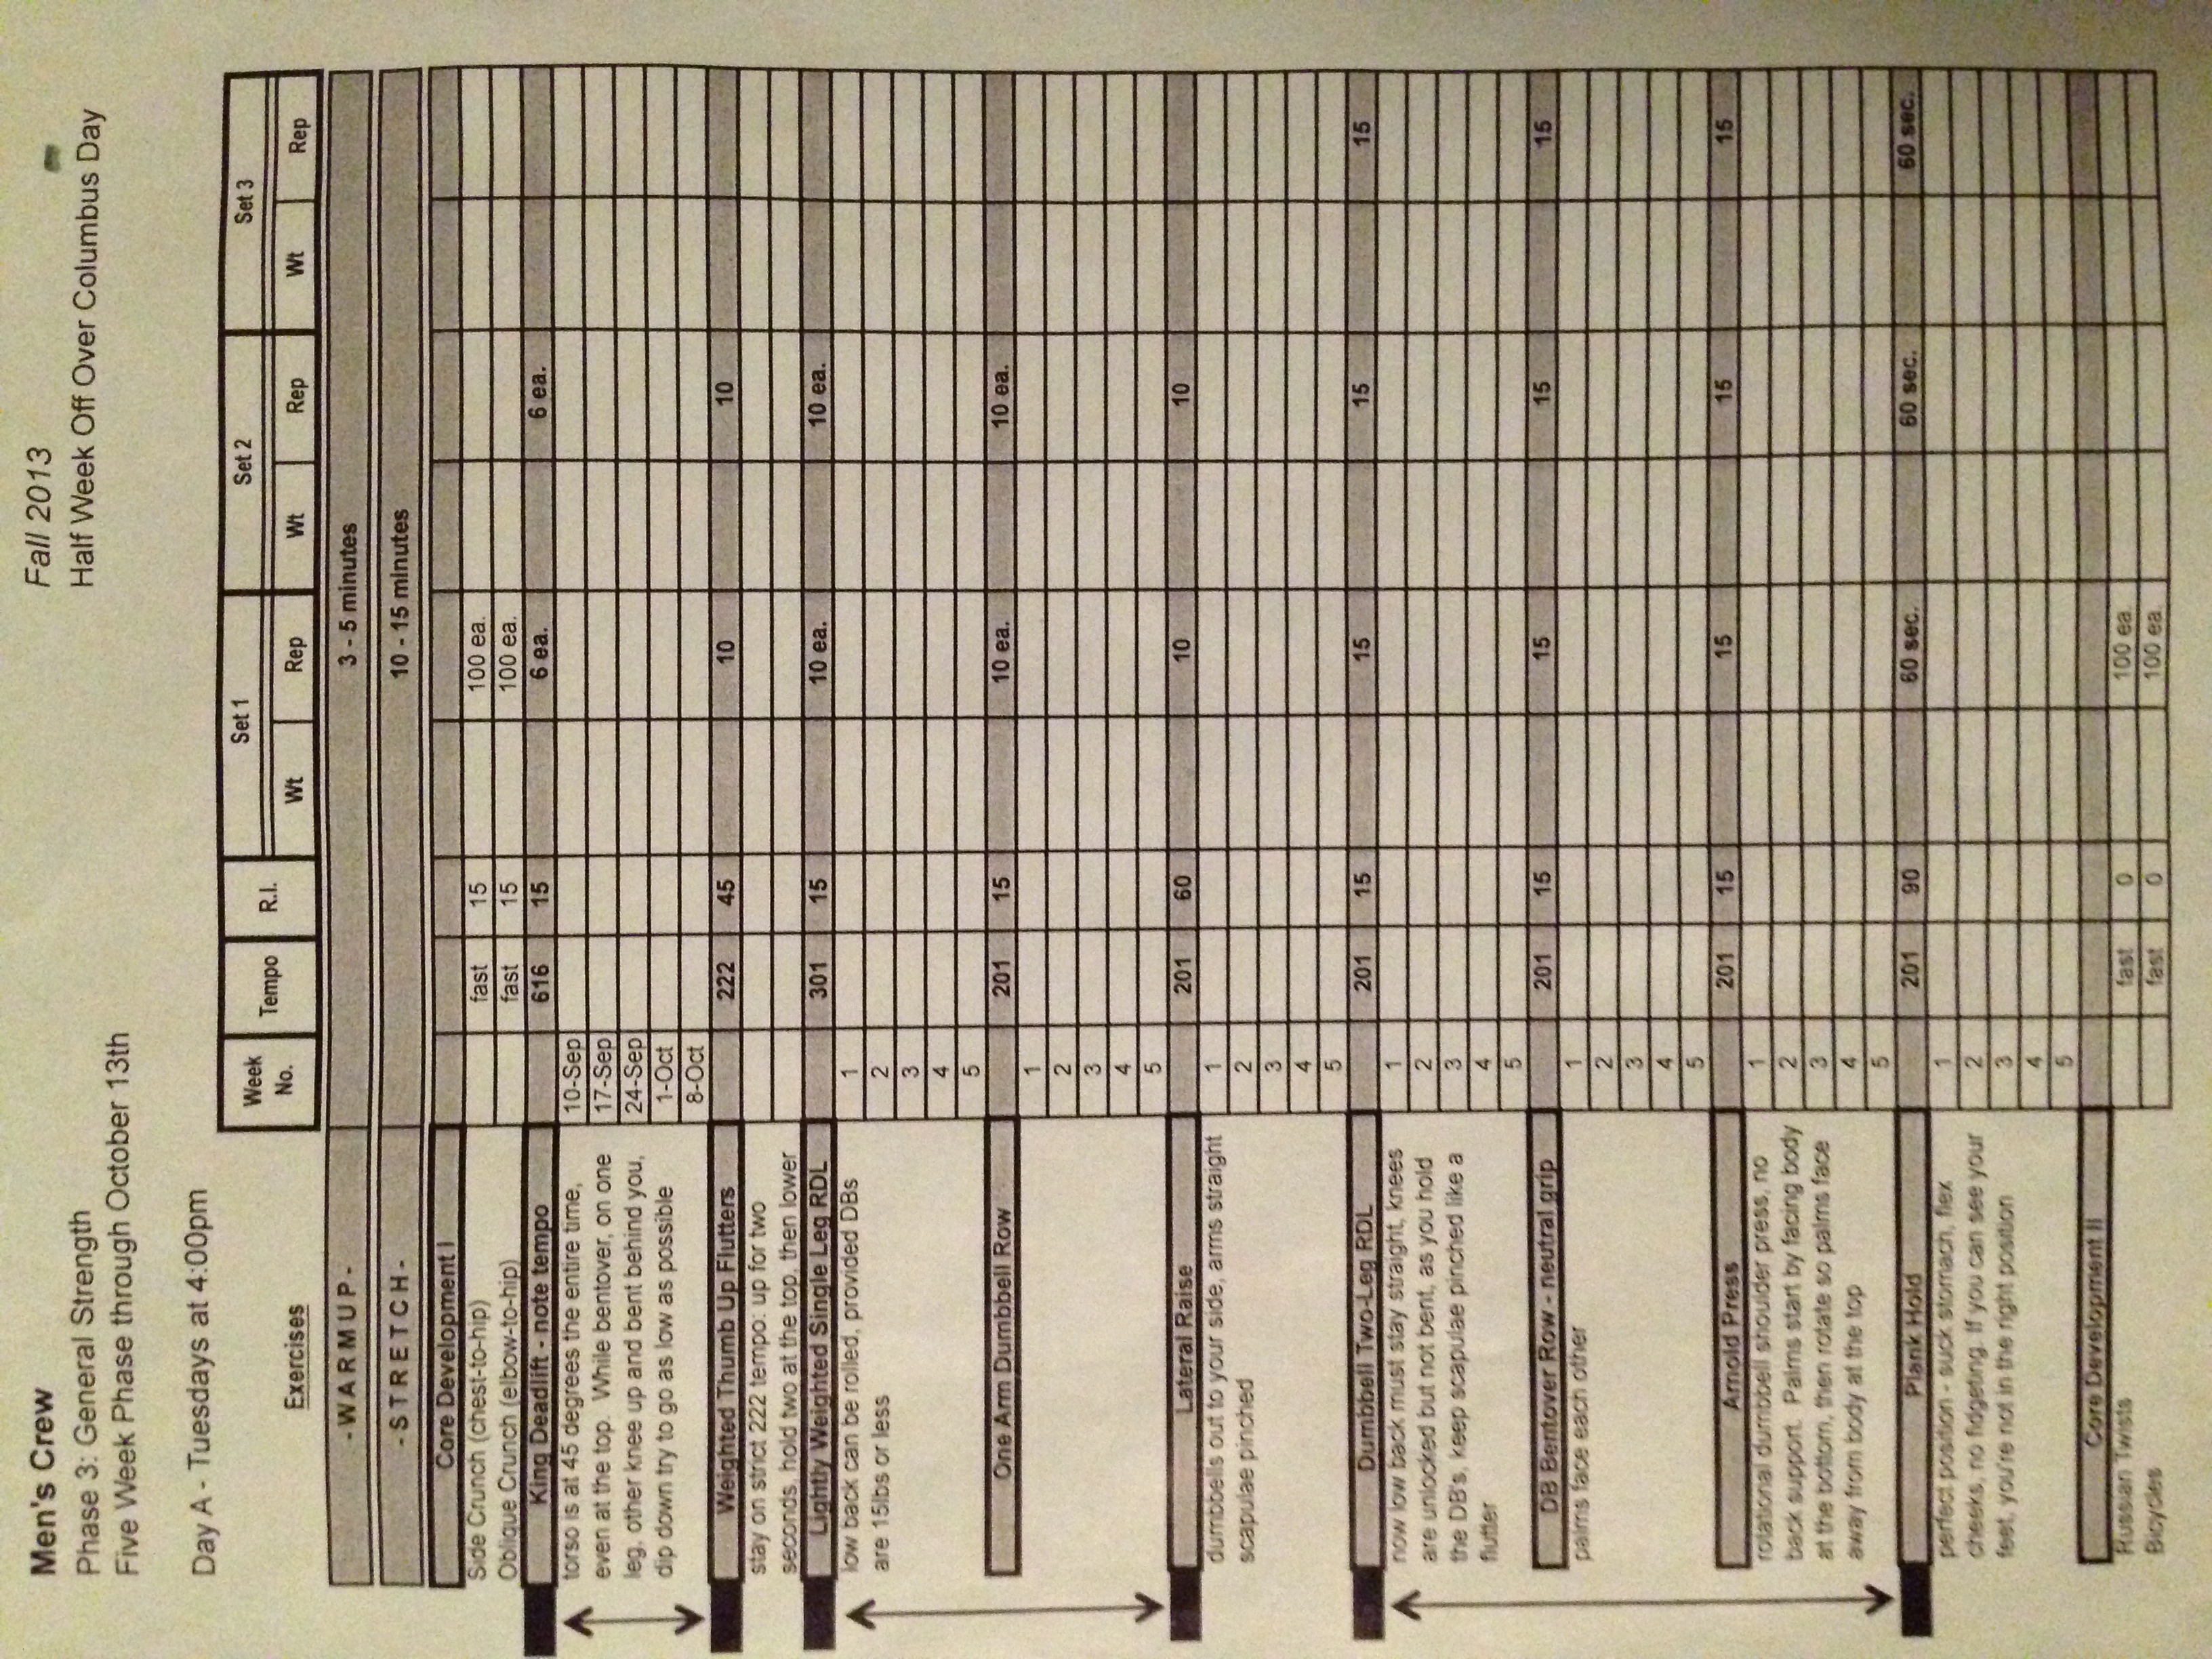 Men's Crew
Fall 2013
Phase 3: General Strength
Half Week Off Over Columbus Day
Five Week Phase through October 13th
Day A - Tuesdays at 4:00pm
Exercises Week No. Tempo R.I. Set 1 Set 2 Set 3
Wt Rep Wt Rep Wt Rep
-WARMUP- 3 - 5 minutes
-STRETCH- 10 - 15 minutes
Core Development I
Side Crunch (chest-to-hip) fast 15 100 ea.
Oblique Crunch (elbow-to-hip) fast 15 100 ea.
King Deadlift - note tempo 616 15 6 ea. 6 ea.
torso is at 45 degrees the entire time, 10-Sep
even at the top. While bentover, on one 17-Sep
leg, other knee up and bent behind you, 24-Sep
dip down try to go as low as possible 1-Oct
8-Oct
Weighted Thumb Up Flutters 222 45 10 10
stay on strict 222 tempo: up for two
seconds, hold two at the top, then lower
Lightly Weighted Single Leg RDL 301 15 10 ea. 10 ea.
low back can be rolled, provided DBs 1
are 15lbs or less 2
3
4
5
One Arm Dumbbell Row 201 15 10 ea. 10 ea.
1
2
3
4
5
Lateral Raise 201 60 10 10
dumbbells out to your side, arms straight 1
scapulae pinched 2
3
4
5
Dumbbell Two-Leg RDL 201 15 15 15 15
now low back must stay straight, knees 1
are unlocked but not bent, as you hold 2
the DB's, keep scapulae pinched like a 3
flutter 4
5
DB Bentover Row - neutral grip 201 15 15 15 15
palms face each other 1
2
3
4
5
Arnold Press 201 15 15 15 15
rotational dumbbell shoulder press, no 1
back support. Palms start by facing body 2
at the bottom, then rotate so palms face 3
away from body at the top 4
5
Plank Hold 201 90 60 sec. 60 sec. 60 sec.
perfect position - suck stomach, flex 1
cheeks, no fidgeting. If you can see your 2
feet, you're not in the right position 3
4
5
Core Development II
Russian Twists fast 0 100 ea.
Bicycles fast 0 100 ea.